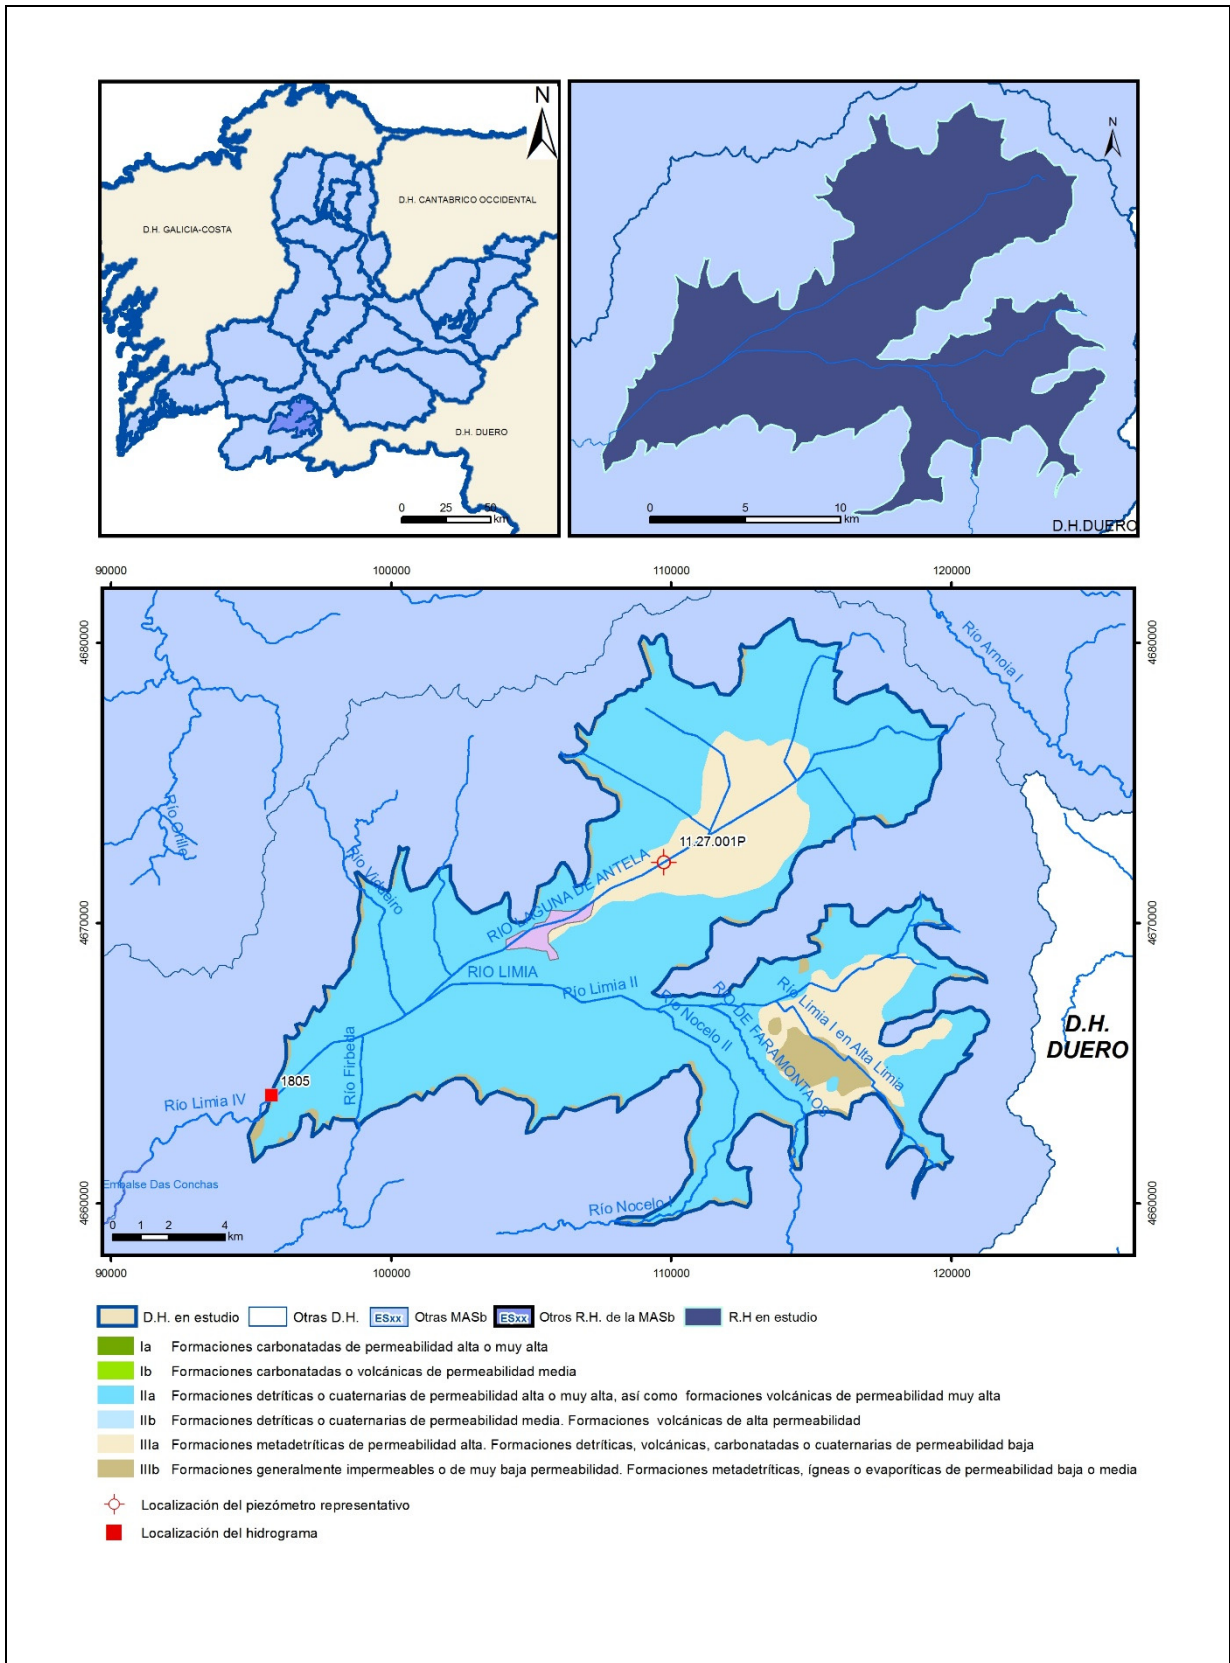 N
D.H. CANTABRICO OCCIDENTAL
D.H. GALICIA-COSTA
D.H. DUERO
0 25 50
km
N
0 5 10
km
D.H.DUERO
90000 100000 110000 120000
4680000 4680000
4670000 4670000
4660000 4660000
Río Arnoia I
Río Orille
Río Vidueiro
11.27.001P
RIO LAGUNA DE ANTELA
RIO LIMIA
Río Limia II
Río Nocelo II
RIO DE FARAMONTAOS
Río Limia I en Alta Limia
D.H.
DUERO
1805
Río Firbeda
Río Limia IV
Embalse Das Conchas
Río Nocelo I
0 1 2 4
km
90000 100000 110000 120000
D.H. en estudio Otras D.H. ESxx Otras MASb ESxx Otros R.H. de la MASb R.H en estudio
Ia Formaciones carbonatadas de permeabilidad alta o muy alta
Ib Formaciones carbonatadas o volcánicas de permeabilidad media
IIa Formaciones detríticas o cuaternarias de permeabilidad alta o muy alta, así como formaciones volcánicas de permeabilidad muy alta
IIb Formaciones detríticas o cuaternarias de permeabilidad media. Formaciones volcánicas de alta permeabilidad
IIIa Formaciones metadetríticas de permeabilidad alta. Formaciones detríticas, volcánicas, carbonatadas o cuaternarias de permeabilidad baja
IIIb Formaciones generalmente impermeables o de muy baja permeabilidad. Formaciones metadetríticas, ígneas o evaporíticas de permeabilidad baja o media
Localización del piezómetro representativo
Localización del hidrograma